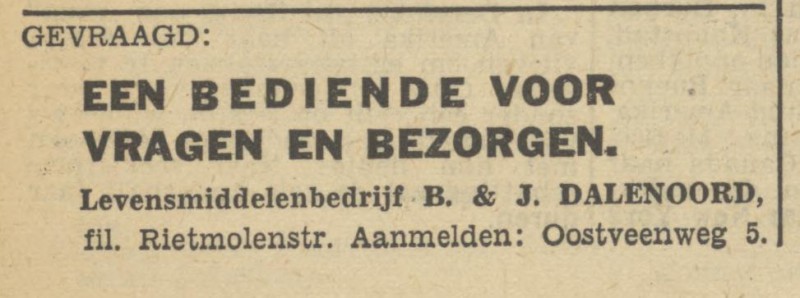 GEVRAAGD:
EEN BEDIENDE VOOR
VRAGEN EN BEZORGEN.
Levensmiddelenbedrijf B. & J. DALENOORD,
fil. Rietmolenstr. Aanmelden: Oostveenweg 5.